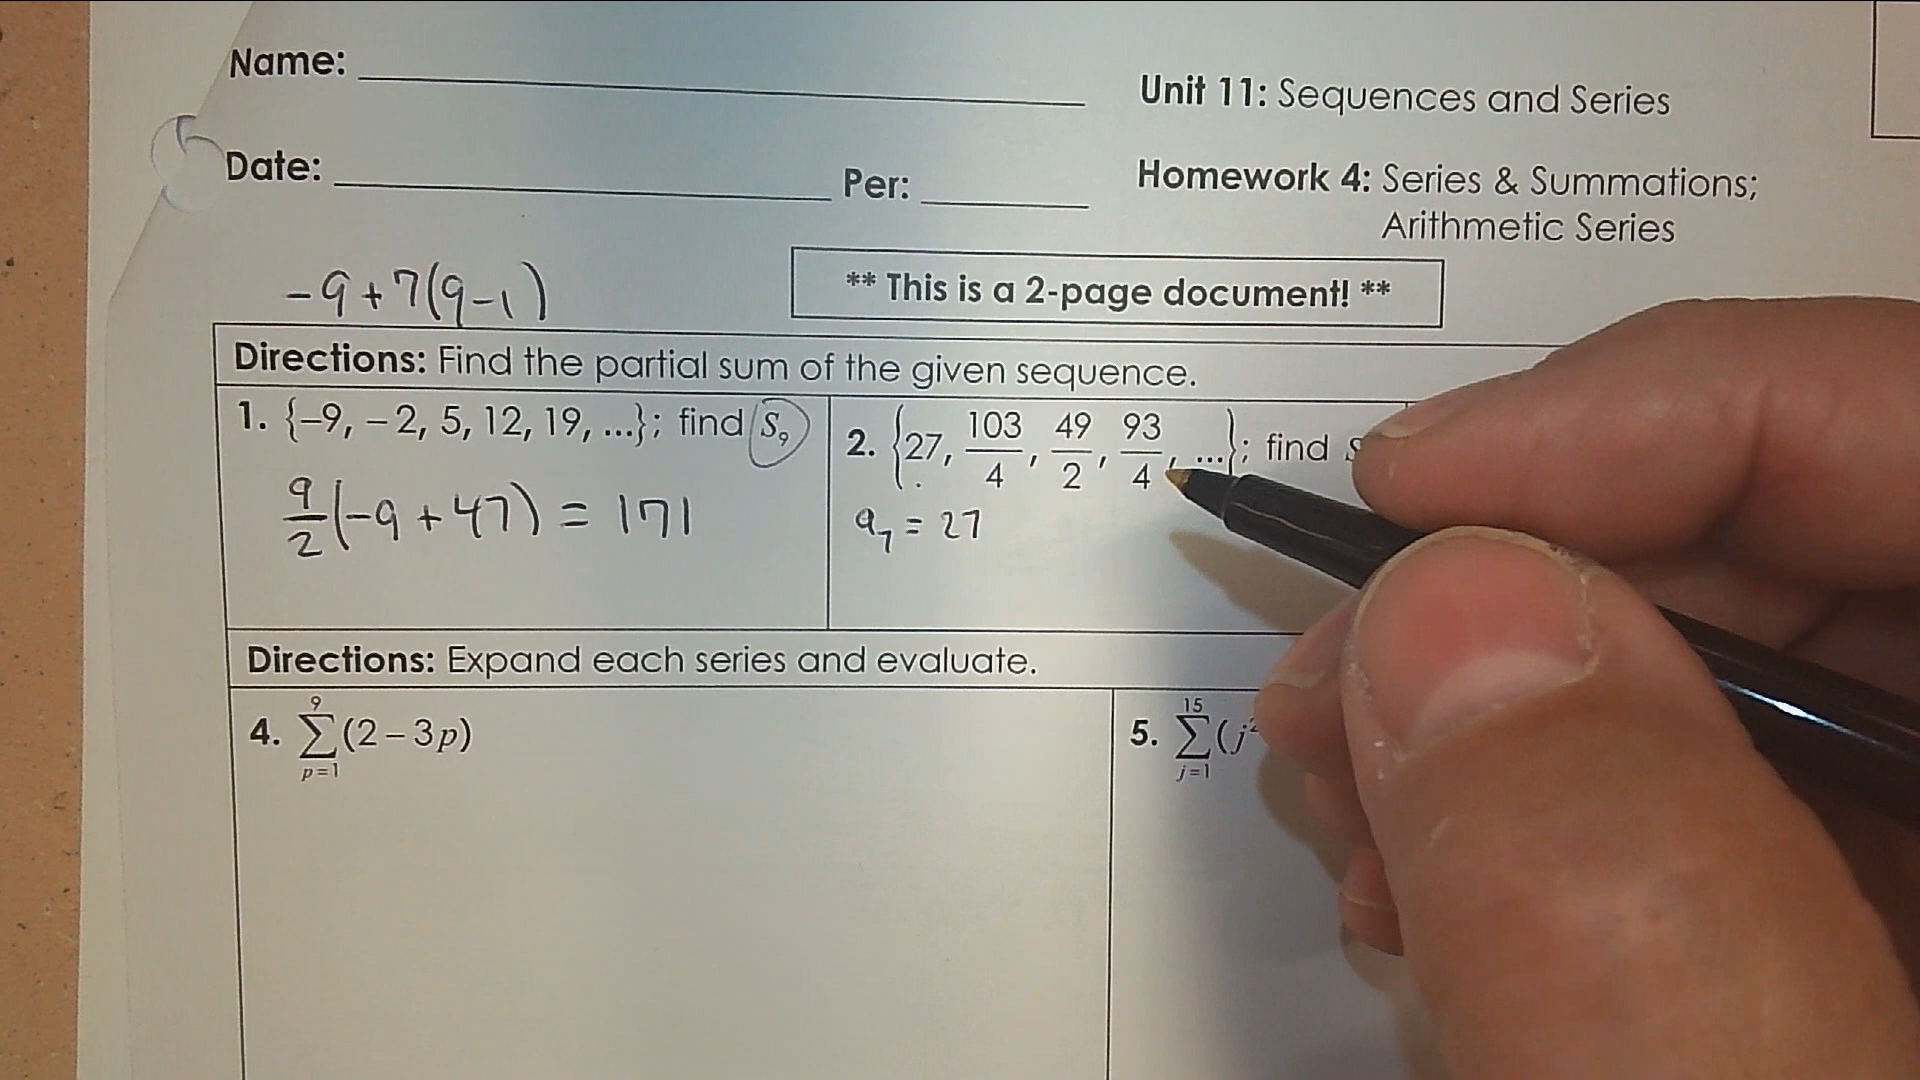 Name:
Unit 11: Sequences and Series
Date:
Per:
Homework 4: Series & Summations;
Arithmetic Series
-9+7(9-1)
** This is a 2-page document! **
Directions: Find the partial sum of the given sequence.
1. {-9, -2, 5, 12, 19, ...}; find S₉
9/2(-9+47) = 171
2. {27, 103/4, 49/2, 93/4, ...}; find
a₇ = 27
Directions: Expand each series and evaluate.
4. ∑_{p=1}^{9} (2-3p)
5. ∑_{j=1}^{15} (j²